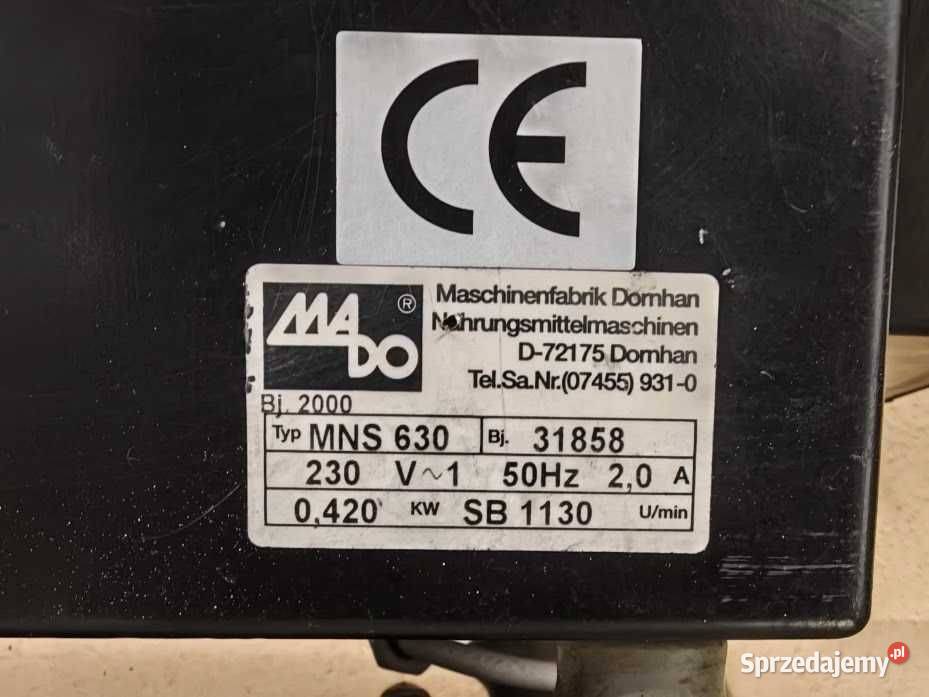 CE
MADO ®
Maschinenfabrik Dornhan
Nahrungsmittelmaschinen
D-72175 Dornhan
Tel.Sa.Nr.(07455) 931-0
Bj. 2000
Typ MNS 630 Bj. 31858
230 V~1 50Hz 2,0 A
0,420 KW SB 1130 U/min
Sprzedajemy.pl